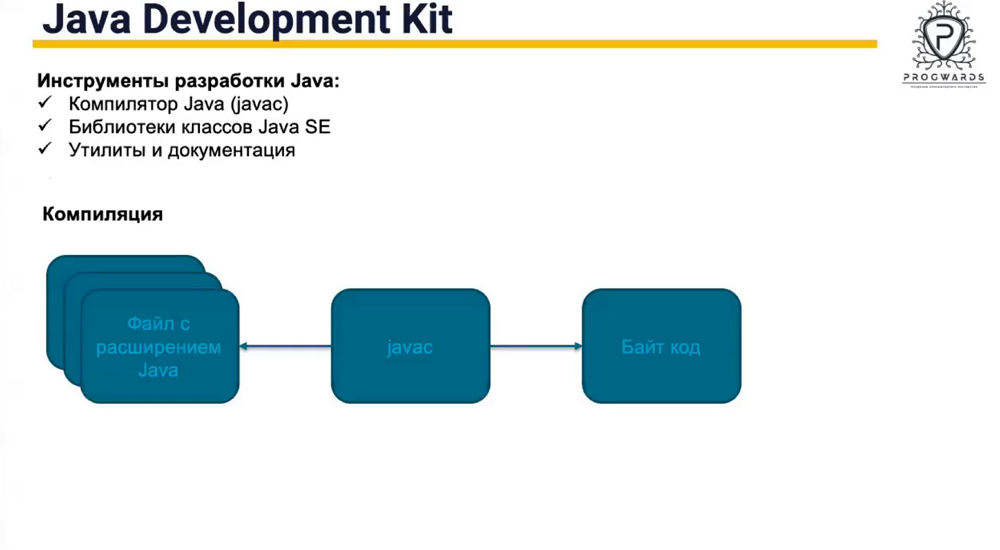 Java Development Kit
PROGWARDS
Инструменты разработки Java:
Компилятор Java (javac)
Библиотеки классов Java SE
Утилиты и документация
Компиляция
Файл с
расширением
Java
javac
Байт код